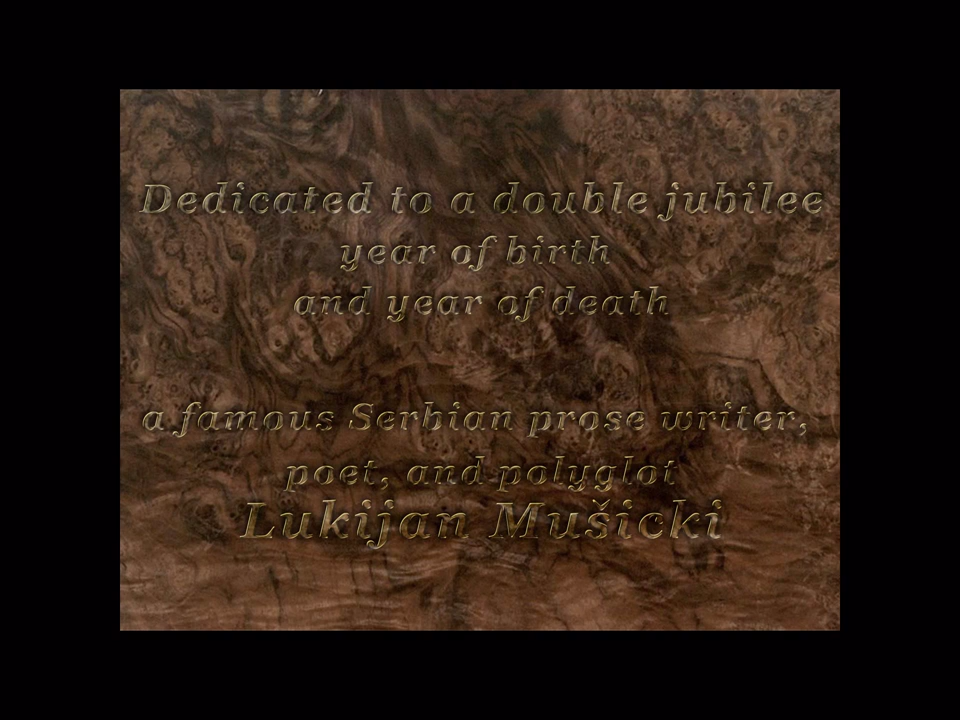 Dedicated to a double jubilee
year of birth
and year of death
a famous Serbian prose writer,
poet, and polyglot
Lukijan Mušicki